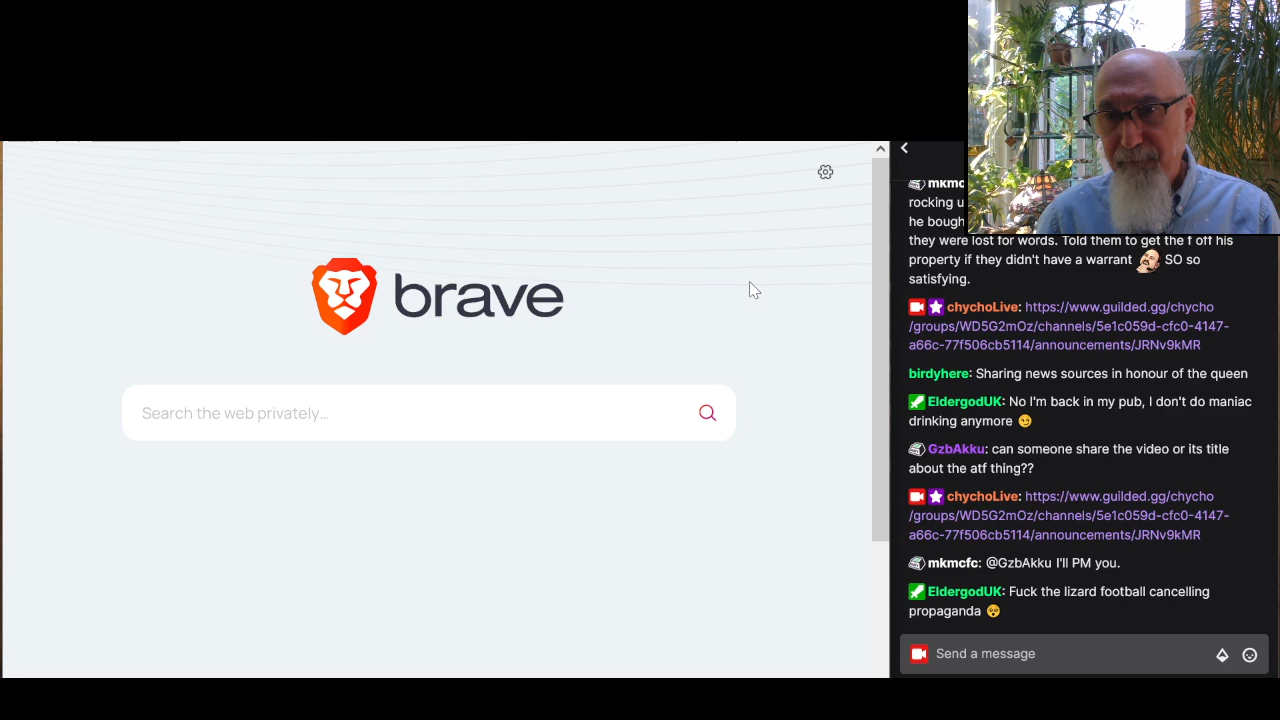 brave
Search the web privately...
mkmc
rocking u
he bough
they were lost for words. Told them to get the f off his
property if they didn't have a warrant SO so
satisfying.
chychoLive: https://www.guilded.gg/chycho
/groups/WD5G2mOz/channels/5e1c059d-cfc0-4147-
a66c-77f506cb5114/announcements/JRNv9kMR
birdyhere: Sharing news sources in honour of the queen
EldergodUK: No I'm back in my pub, I don't do maniac
drinking anymore 😏
GzbAkku: can someone share the video or its title
about the atf thing??
chychoLive: https://www.guilded.gg/chycho
/groups/WD5G2mOz/channels/5e1c059d-cfc0-4147-
a66c-77f506cb5114/announcements/JRNv9kMR
mkmcfc: @GzbAkku I'll PM you.
EldergodUK: Fuck the lizard football cancelling
propaganda 😵
Send a message